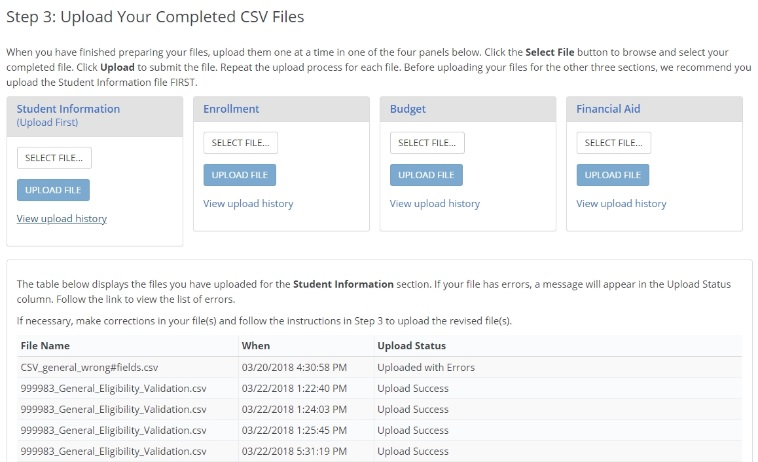 Step 3: Upload Your Completed CSV Files
When you have finished preparing your files, upload them one at a time in one of the four panels below. Click the Select File button to browse and select your
completed file. Click Upload to submit the file. Repeat the upload process for each file. Before uploading your files for the other three sections, we recommend you
upload the Student Information file FIRST.
Student Information
(Upload First)
SELECT FILE...
UPLOAD FILE
View upload history
Enrollment
SELECT FILE...
UPLOAD FILE
View upload history
Budget
SELECT FILE...
UPLOAD FILE
View upload history
Financial Aid
SELECT FILE...
UPLOAD FILE
View upload history
The table below displays the files you have uploaded for the Student Information section. If your file has errors, a message will appear in the Upload Status
column. Follow the link to view the list of errors.
If necessary, make corrections in your file(s) and follow the instructions in Step 3 to upload the revised file(s).
File Name When Upload Status
CSV_general_wrong#fields.csv 03/20/2018 4:30:58 PM Uploaded with Errors
999983_General_Eligibility_Validation.csv 03/22/2018 1:22:40 PM Upload Success
999983_General_Eligibility_Validation.csv 03/22/2018 1:24:03 PM Upload Success
999983_General_Eligibility_Validation.csv 03/22/2018 1:25:45 PM Upload Success
999983_General_Eligibility_Validation.csv 03/22/2018 5:31:19 PM Upload Success